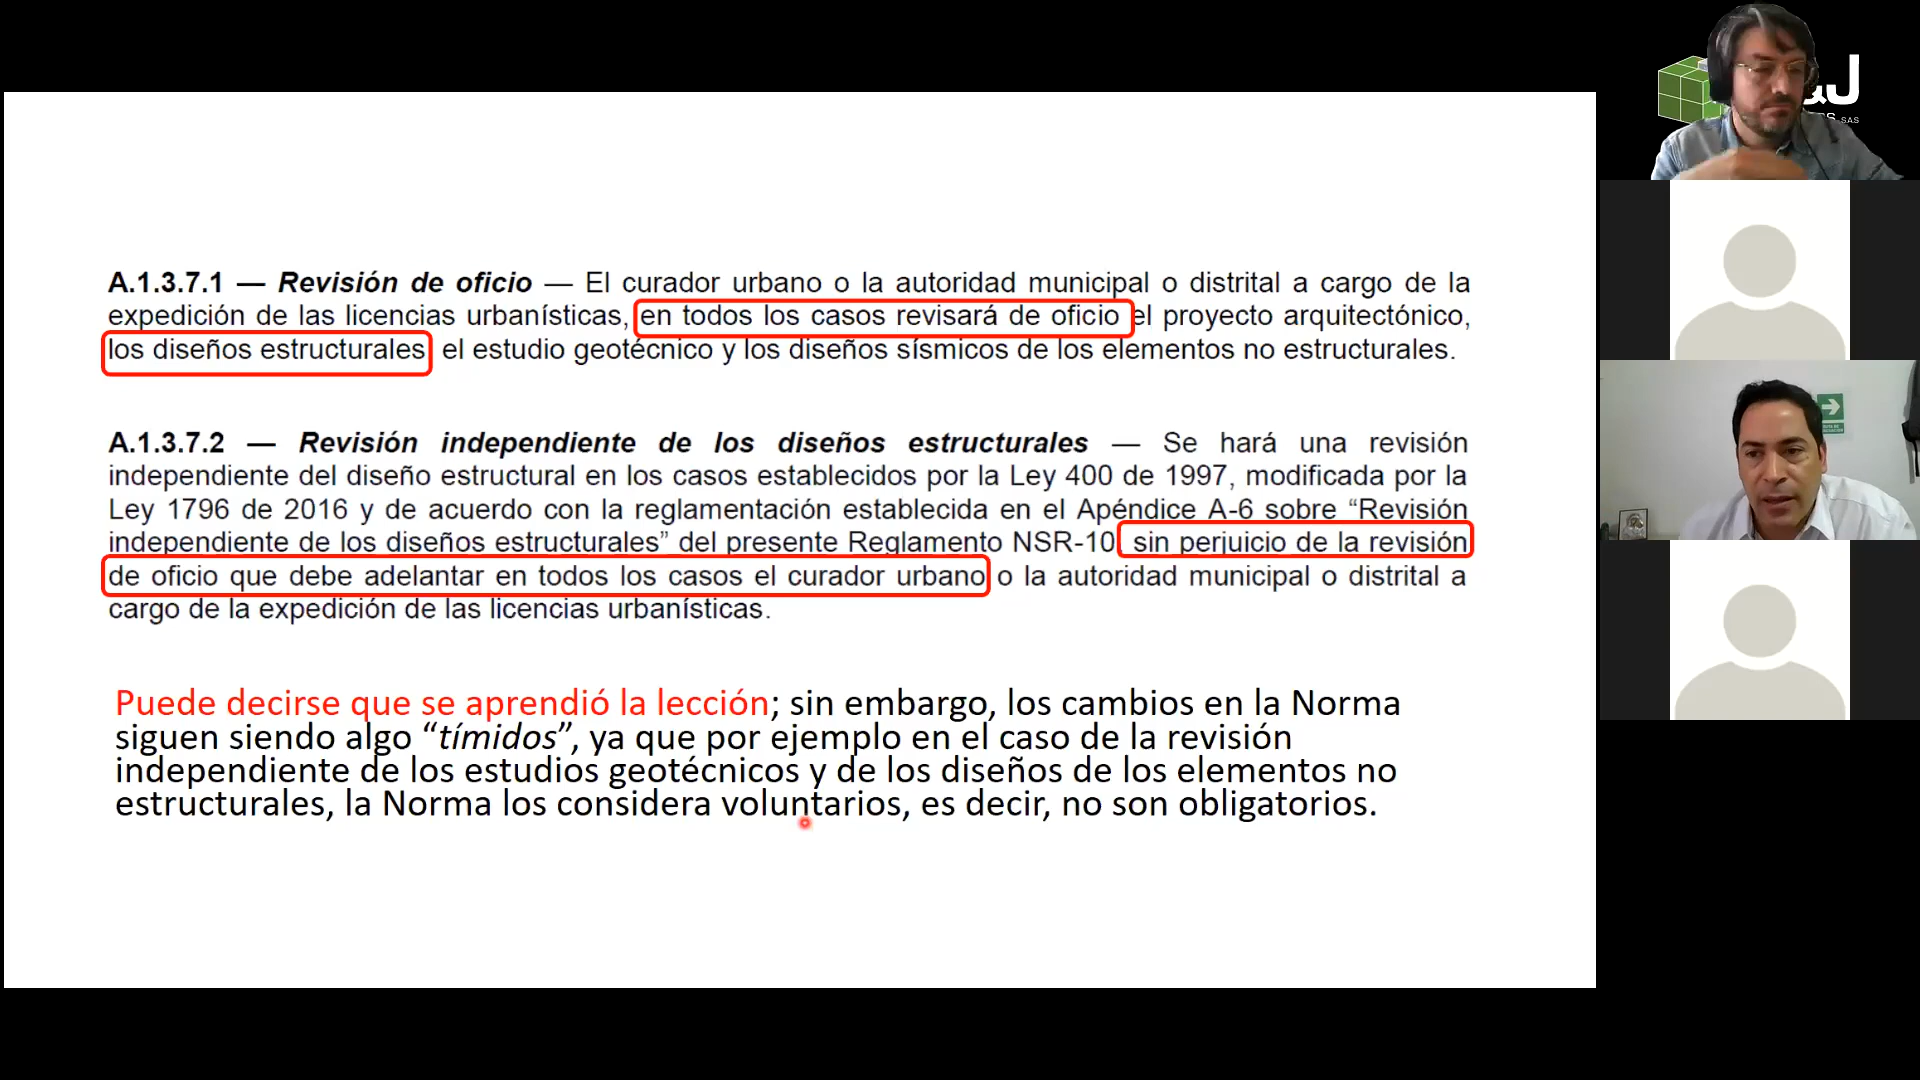 A.1.3.7.1 — Revisión de oficio — El curador urbano o la autoridad municipal o distrital a cargo de la
expedición de las licencias urbanísticas, en todos los casos revisará de oficio el proyecto arquitectónico,
los diseños estructurales el estudio geotécnico y los diseños sísmicos de los elementos no estructurales.
A.1.3.7.2 — Revisión independiente de los diseños estructurales — Se hará una revisión
independiente del diseño estructural en los casos establecidos por la Ley 400 de 1997, modificada por la
Ley 1796 de 2016 y de acuerdo con la reglamentación establecida en el Apéndice A-6 sobre “Revisión
independiente de los diseños estructurales” del presente Reglamento NSR-10, sin perjuicio de la revisión
de oficio que debe adelantar en todos los casos el curador urbano o la autoridad municipal o distrital a
cargo de la expedición de las licencias urbanísticas.
Puede decirse que se aprendió la lección; sin embargo, los cambios en la Norma
siguen siendo algo “tímidos”, ya que por ejemplo en el caso de la revisión
independiente de los estudios geotécnicos y de los diseños de los elementos no
estructurales, la Norma los considera voluntarios, es decir, no son obligatorios.
&J
SAS